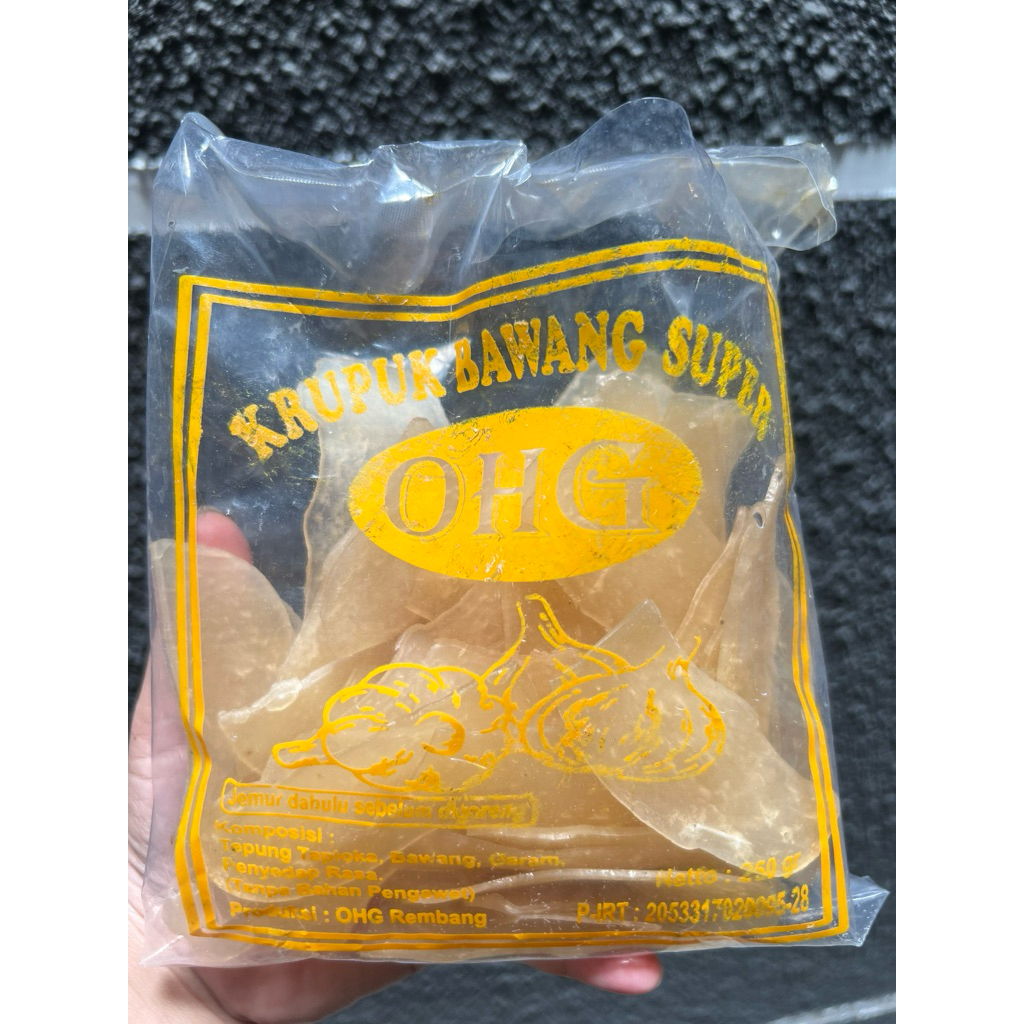 KRUPUK BAWANG SUPER
OHG
Jemur dahulu sebelum digoreng
Komposisi :
Tepung Tapioka, Bawang, Garam,
Penyedap Rasa.
(Tanpa Bahan Pengawet)
Produksi : OHG Rembang
Netto : 250 gr